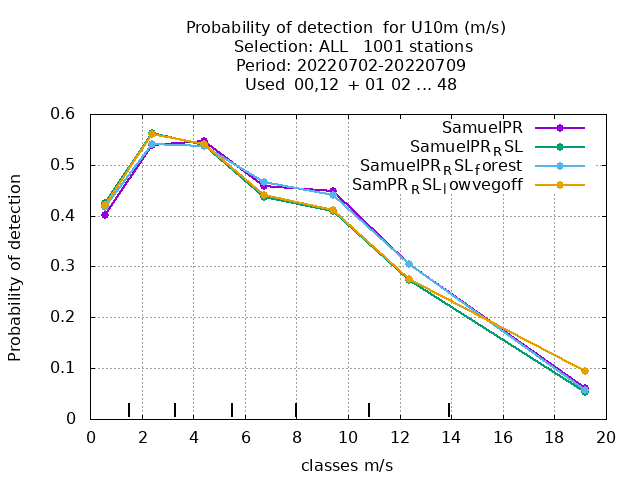 Probability of detection  for U10m (m/s)
Selection: ALL   1001 stations
Period: 20220702-20220709
Used  00,12  + 01 02 ... 48
SamuelPR
SamuelPR_RSL
SamuelPR_RSL_forest
SamPR_RSL_lowvegoff
Probability of detection
0.6
0.5
0.4
0.3
0.2
0.1
0
0 2 4 6 8 10 12 14 16 18 20
classes m/s